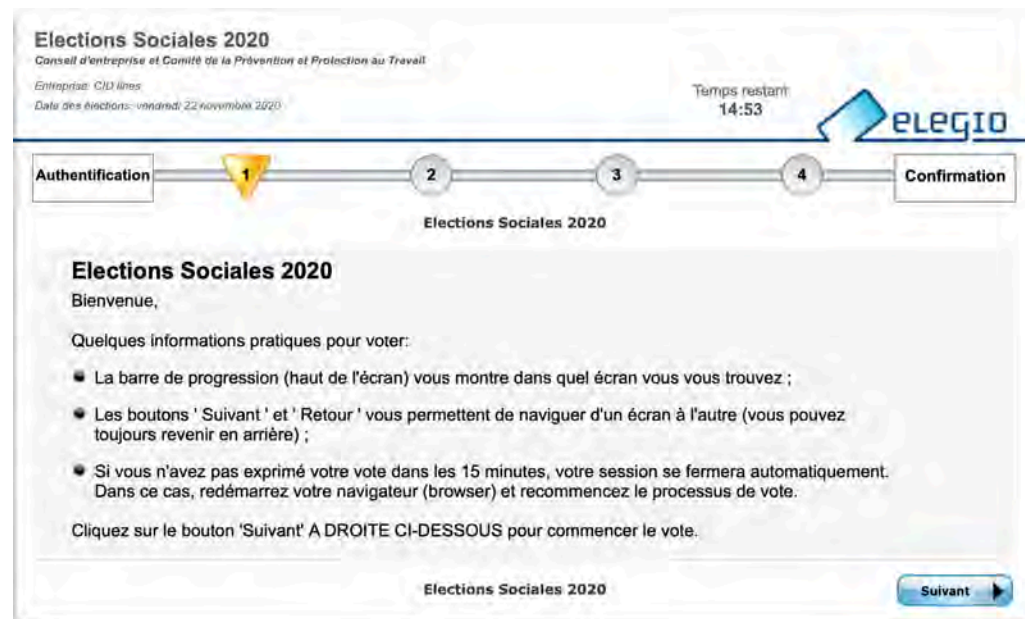 Elections Sociales 2020
Conseil d'entreprise et Comité de la Prévention et Protection au Travail
Entreprise: CID lines
Date des élections: vendredi 22 novembre 2020
Temps restant
14:53
elegio
Authentification
1
2
3
4
Confirmation
Elections Sociales 2020
Elections Sociales 2020
Bienvenue,
Quelques informations pratiques pour voter:
La barre de progression (haut de l'écran) vous montre dans quel écran vous vous trouvez ;
Les boutons ' Suivant ' et ' Retour ' vous permettent de naviguer d'un écran à l'autre (vous pouvez
toujours revenir en arrière) ;
Si vous n'avez pas exprimé votre vote dans les 15 minutes, votre session se fermera automatiquement.
Dans ce cas, redémarrez votre navigateur (browser) et recommencez le processus de vote.
Cliquez sur le bouton 'Suivant' A DROITE CI-DESSOUS pour commencer le vote.
Elections Sociales 2020
Suivant